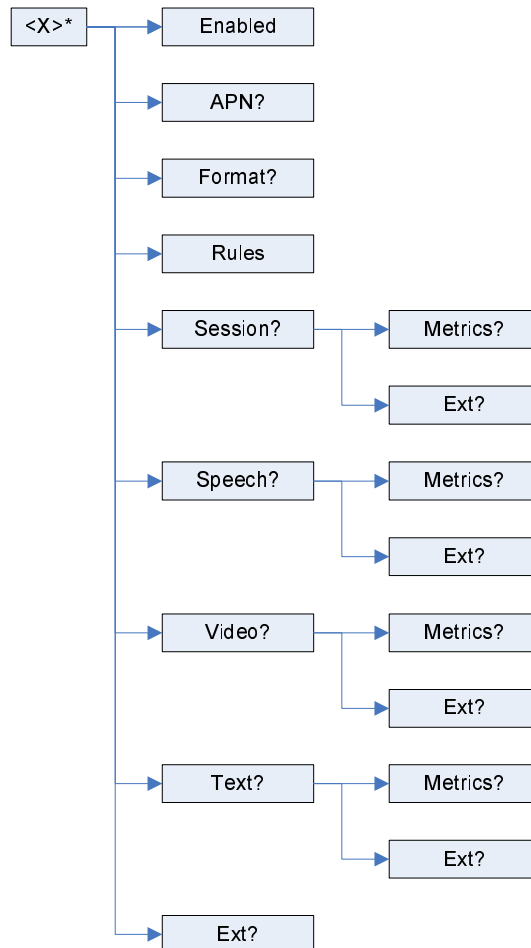 <X>*
Enabled
APN?
Format?
Rules
Session?
Metrics?
Ext?
Speech?
Metrics?
Ext?
Video?
Metrics?
Ext?
Text?
Metrics?
Ext?
Ext?